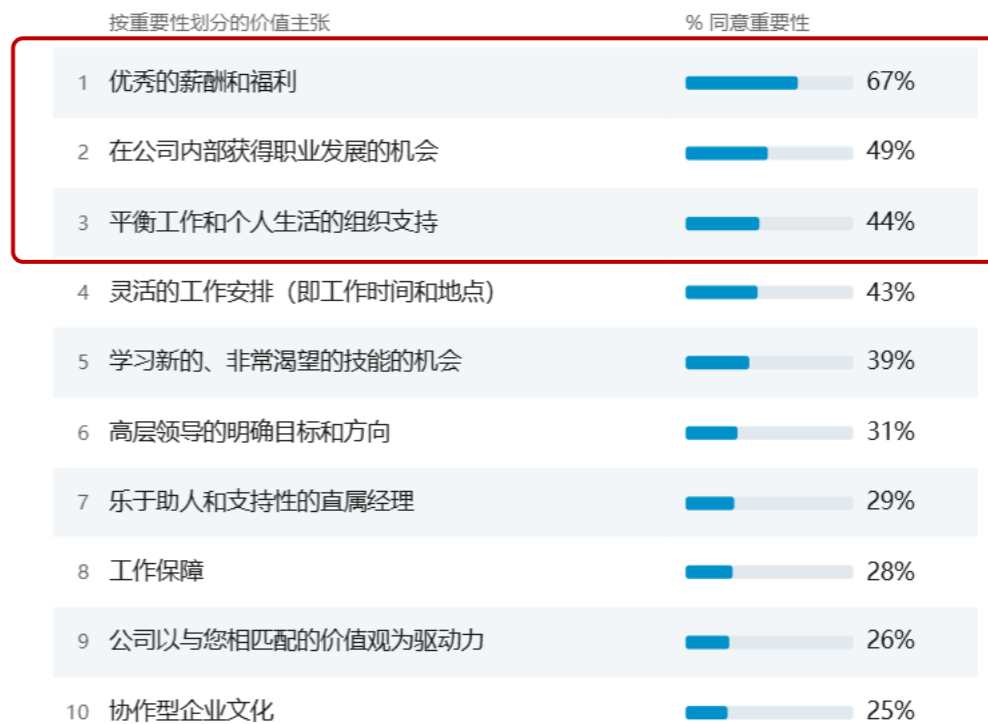 按重要性划分的价值主张 % 同意重要性
1 优秀的薪酬和福利 67%
2 在公司内部获得职业发展的机会 49%
3 平衡工作和个人生活的组织支持 44%
4 灵活的工作安排（即工作时间和地点） 43%
5 学习新的、非常渴望的技能的机会 39%
6 高层领导的明确目标和方向 31%
7 乐于助人和支持性的直属经理 29%
8 工作保障 28%
9 公司以与您相匹配的价值观为驱动力 26%
10 协作型企业文化 25%